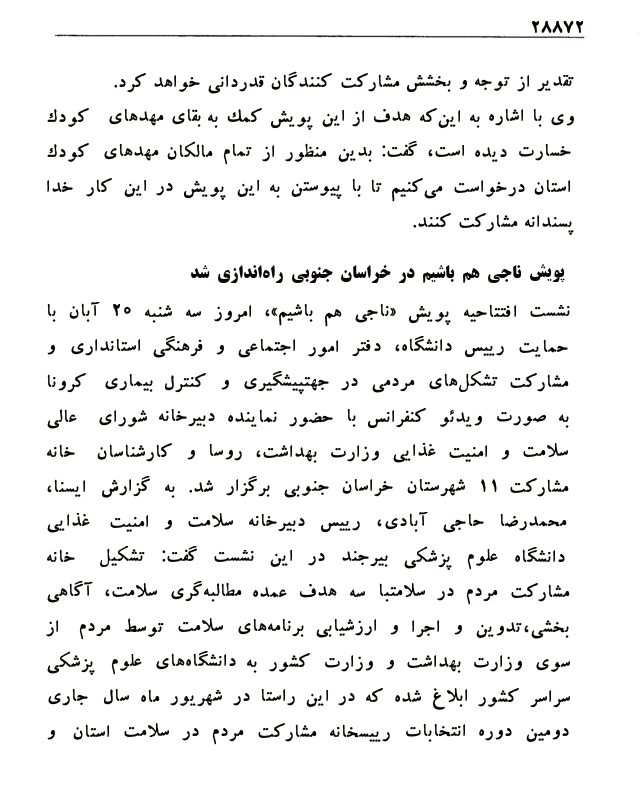 ۲۸۸۷۲
تقدیر از توجه و بخشش مشارکت کنندگان قدردانی خواهد کرد.
وی با اشاره به این‌که هدف از این پویش کمك به بقای مهدهای کودك
خسارت دیده است، گفت: بدین منظور از تمام مالکان مهدهای کودك
استان درخواست می‌کنیم تا با پیوستن به این پویش در این کار خدا
پسندانه مشارکت کنند.
پویش ناجی هم باشیم در خراسان جنوبی راه‌اندازی شد
نشست افتتاحیه پویش «ناجی هم باشیم»، امروز سه شنبه ۲۵ آبان با
حمایت رییس دانشگاه، دفتر امور اجتماعی و فرهنگی استانداری و
مشارکت تشکل‌های مردمی در جهتپیشگیری و کنترل بیماری کرونا
به صورت ویدئو کنفرانس با حضور نماینده دبیرخانه شورای عالی
سلامت و امنیت غذایی وزارت بهداشت، روسا و کارشناسان خانه
مشارکت ۱۱ شهرستان خراسان جنوبی برگزار شد. به گزارش ایسنا،
محمدرضا حاجی آبادی، رییس دبیرخانه سلامت و امنیت غذایی
دانشگاه علوم پزشکی بیرجند در این نشست گفت: تشکیل خانه
مشارکت مردم در سلامتبا سه هدف عمده مطالبه‌گری سلامت، آگاهی
بخشی،تدوین و اجرا و ارزشیابی برنامه‌های سلامت توسط مردم از
سوی وزارت بهداشت و وزارت کشور به دانشگاه‌های علوم پزشکی
سراسر کشور ابلاغ شده که در این راستا در شهریور ماه سال جاری
دومین دوره انتخابات رییسخانه مشارکت مردم در سلامت استان و